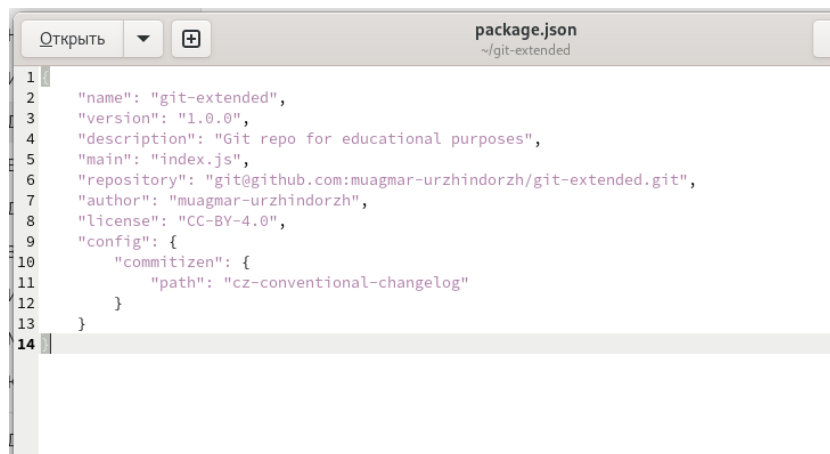 Открыть
package.json
~/git-extended
1 {
2 "name": "git-extended",
3 "version": "1.0.0",
4 "description": "Git repo for educational purposes",
5 "main": "index.js",
6 "repository": "git@github.com:muagmar-urzhindorzh/git-extended.git",
7 "author": "muagmar-urzhindorzh",
8 "license": "CC-BY-4.0",
9 "config": {
10 "commitizen": {
11 "path": "cz-conventional-changelog"
12 }
13 }
14 }